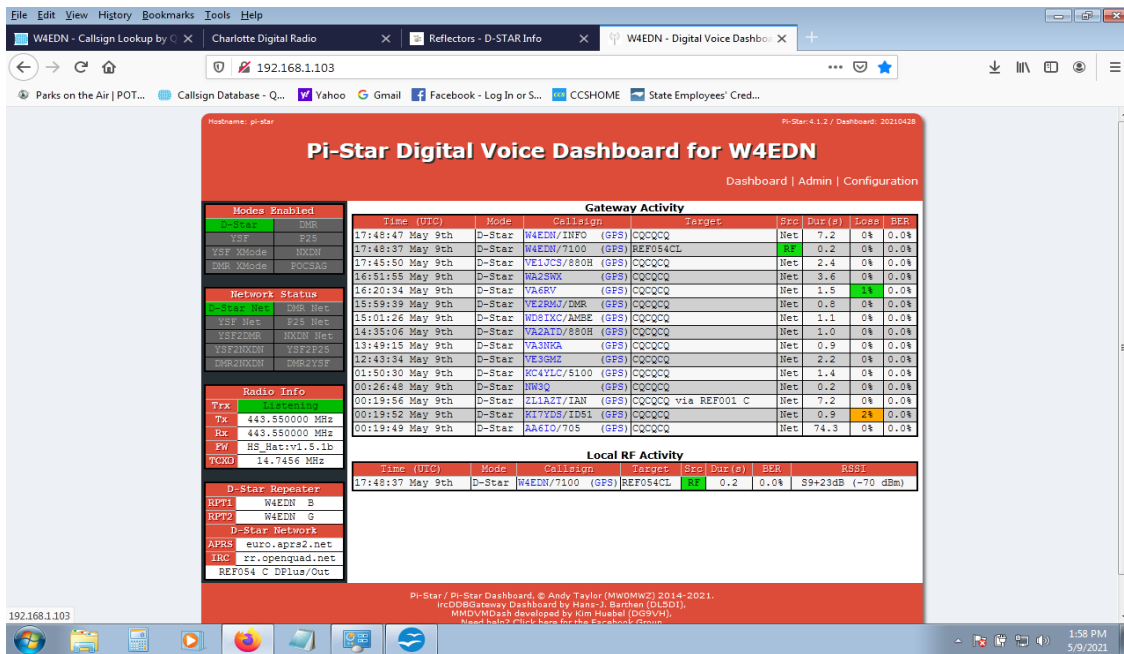 File Edit View History Bookmarks Tools Help
W4EDN - Callsign Lookup by Q Charlotte Digital Radio Reflectors - D-STAR Info W4EDN - Digital Voice Dashboa
192.168.1.103
Parks on the Air | POT... Callsign Database - Q... Yahoo Gmail Facebook - Log In or S... CCSHOME State Employees' Cred...
Hostname: pi-star Pi-Star:4.1.2 / Dashboard: 20210428
Pi-Star Digital Voice Dashboard for W4EDN
Dashboard | Admin | Configuration
Modes Enabled
D-Star DMR
YSF P25
YSF XMode NXDN
DMR XMode POCSAG
Network Status
D-Star Net DMR Net
YSF Net P25 Net
YSF2DMR NXDN Net
YSF2NXDN YSF2P25
DMR2NXDN DMR2YSF
Radio Info
Trx Listening
Tx 443.550000 MHz
Rx 443.550000 MHz
FW HS_Hat:v1.5.1b
TCXO 14.7456 MHz
D-Star Repeater
RPT1 W4EDN B
RPT2 W4EDN G
D-Star Network
APRS euro.aprs2.net
IRC rr.openquad.net
REF054 C DPlus/Out
Gateway Activity
Time (UTC) Mode Callsign Target Src Dur(s) Loss BER
17:48:47 May 9th D-Star W4EDN/INFO (GPS) CQCQCQ Net 7.2 0% 0.0%
17:48:37 May 9th D-Star W4EDN/7100 (GPS) REF054CL RF 0.2 0% 0.0%
17:45:50 May 9th D-Star VE1JCS/880H (GPS) CQCQCQ Net 2.4 0% 0.0%
16:51:55 May 9th D-Star WA2SWX (GPS) CQCQCQ Net 3.6 0% 0.0%
16:20:34 May 9th D-Star VA6RV (GPS) CQCQCQ Net 1.5 1% 0.0%
15:59:39 May 9th D-Star VE2RMJ/DMR (GPS) CQCQCQ Net 0.8 0% 0.0%
15:01:26 May 9th D-Star WD8IXC/AMBE (GPS) CQCQCQ Net 1.1 0% 0.0%
14:35:06 May 9th D-Star VA2ATD/880H (GPS) CQCQCQ Net 1.0 0% 0.0%
13:49:15 May 9th D-Star VA3NKA (GPS) CQCQCQ Net 0.9 0% 0.0%
12:43:34 May 9th D-Star VE3GMZ (GPS) CQCQCQ Net 2.2 0% 0.0%
01:50:30 May 9th D-Star KC4YLC/5100 (GPS) CQCQCQ Net 1.4 0% 0.0%
00:26:48 May 9th D-Star NW3Q (GPS) CQCQCQ Net 0.2 0% 0.0%
00:19:56 May 9th D-Star ZL1AZT/IAN (GPS) CQCQCQ via REF001 C Net 7.2 0% 0.0%
00:19:52 May 9th D-Star KI7YDS/ID51 (GPS) CQCQCQ Net 0.9 2% 0.0%
00:19:49 May 9th D-Star AA6IO/705 (GPS) CQCQCQ Net 74.3 0% 0.0%
Local RF Activity
Time (UTC) Mode Callsign Target Src Dur(s) BER RSSI
17:48:37 May 9th D-Star W4EDN/7100 (GPS) REF054CL RF 0.2 0.0% S9+23dB (-70 dBm)
Pi-Star / Pi-Star Dashboard, © Andy Taylor (MW0MWZ) 2014-2021.
ircDDBGateway Dashboard by Hans-J. Barthen (DL5DI),
MMDVMDash developed by Kim Huebel (DG9VH),
Need help? Click here for the Facebook Group
192.168.1.103
1:58 PM
5/9/2021